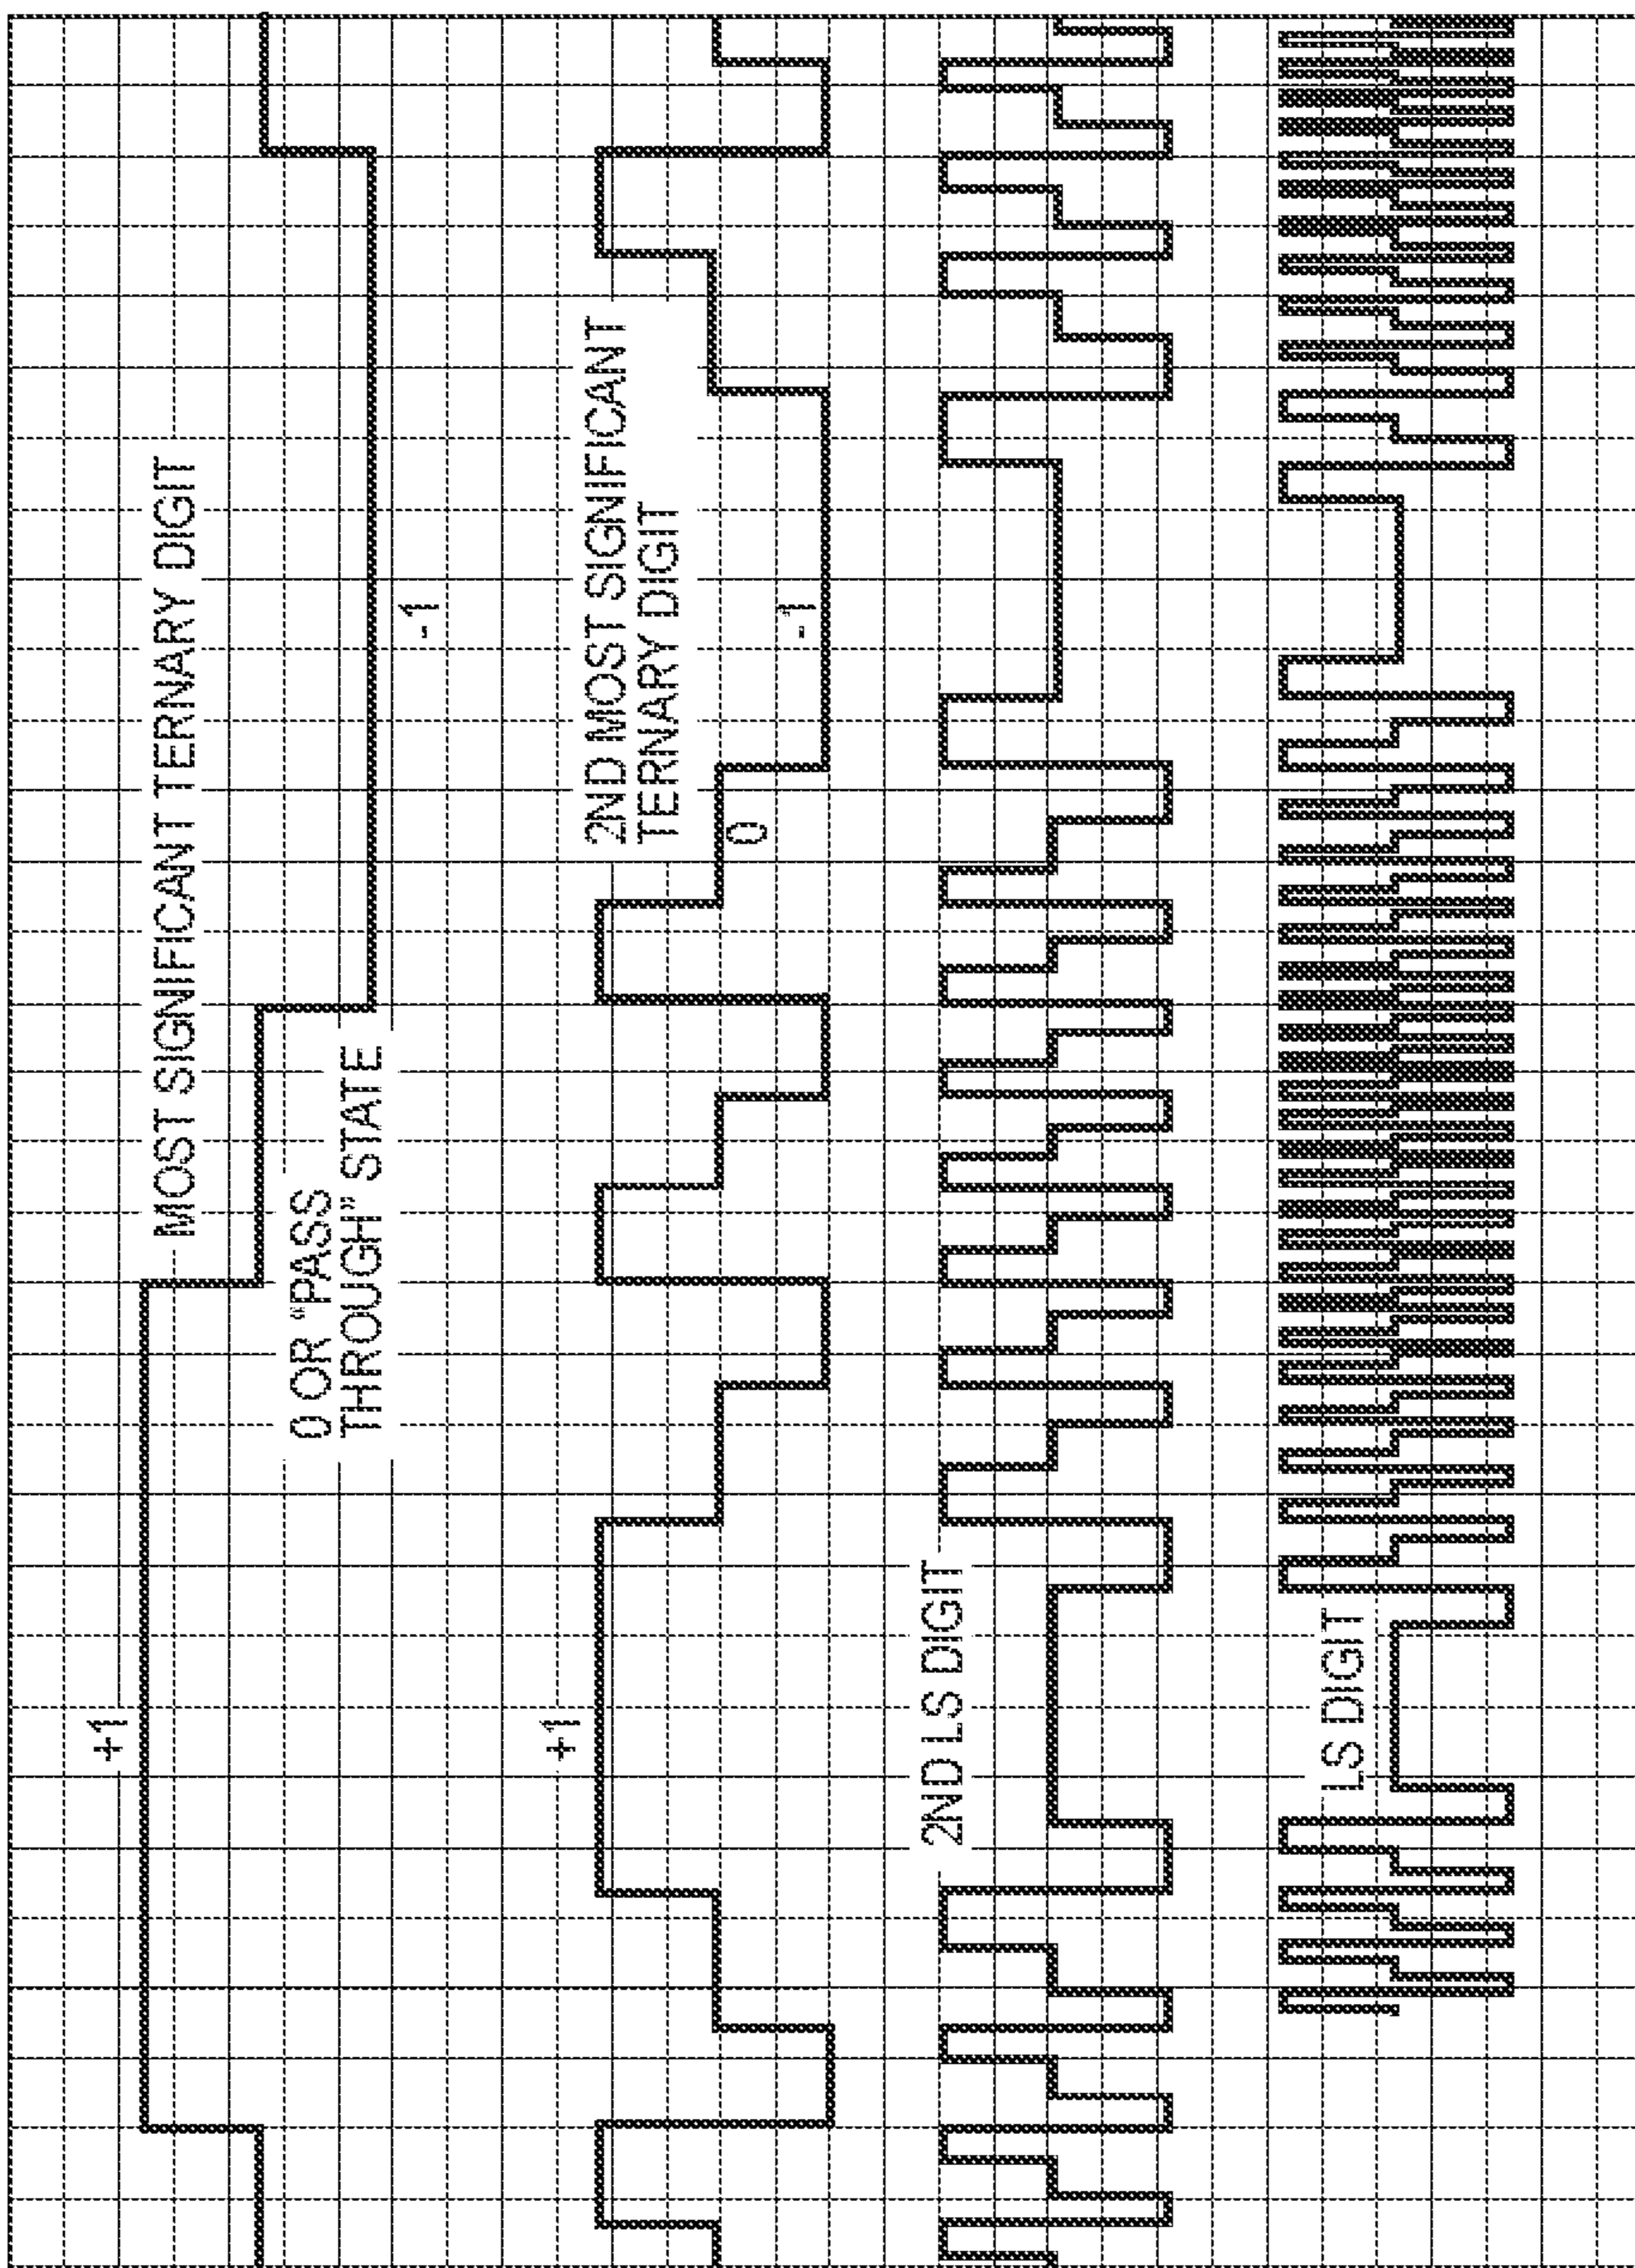 +1
MOST SIGNIFICANT TERNARY DIGIT
0 OR "PASS
THROUGH" STATE
-1
+1
2ND MOST SIGNIFICANT
TERNARY DIGIT
0
-1
2ND LS DIGIT
LS DIGIT